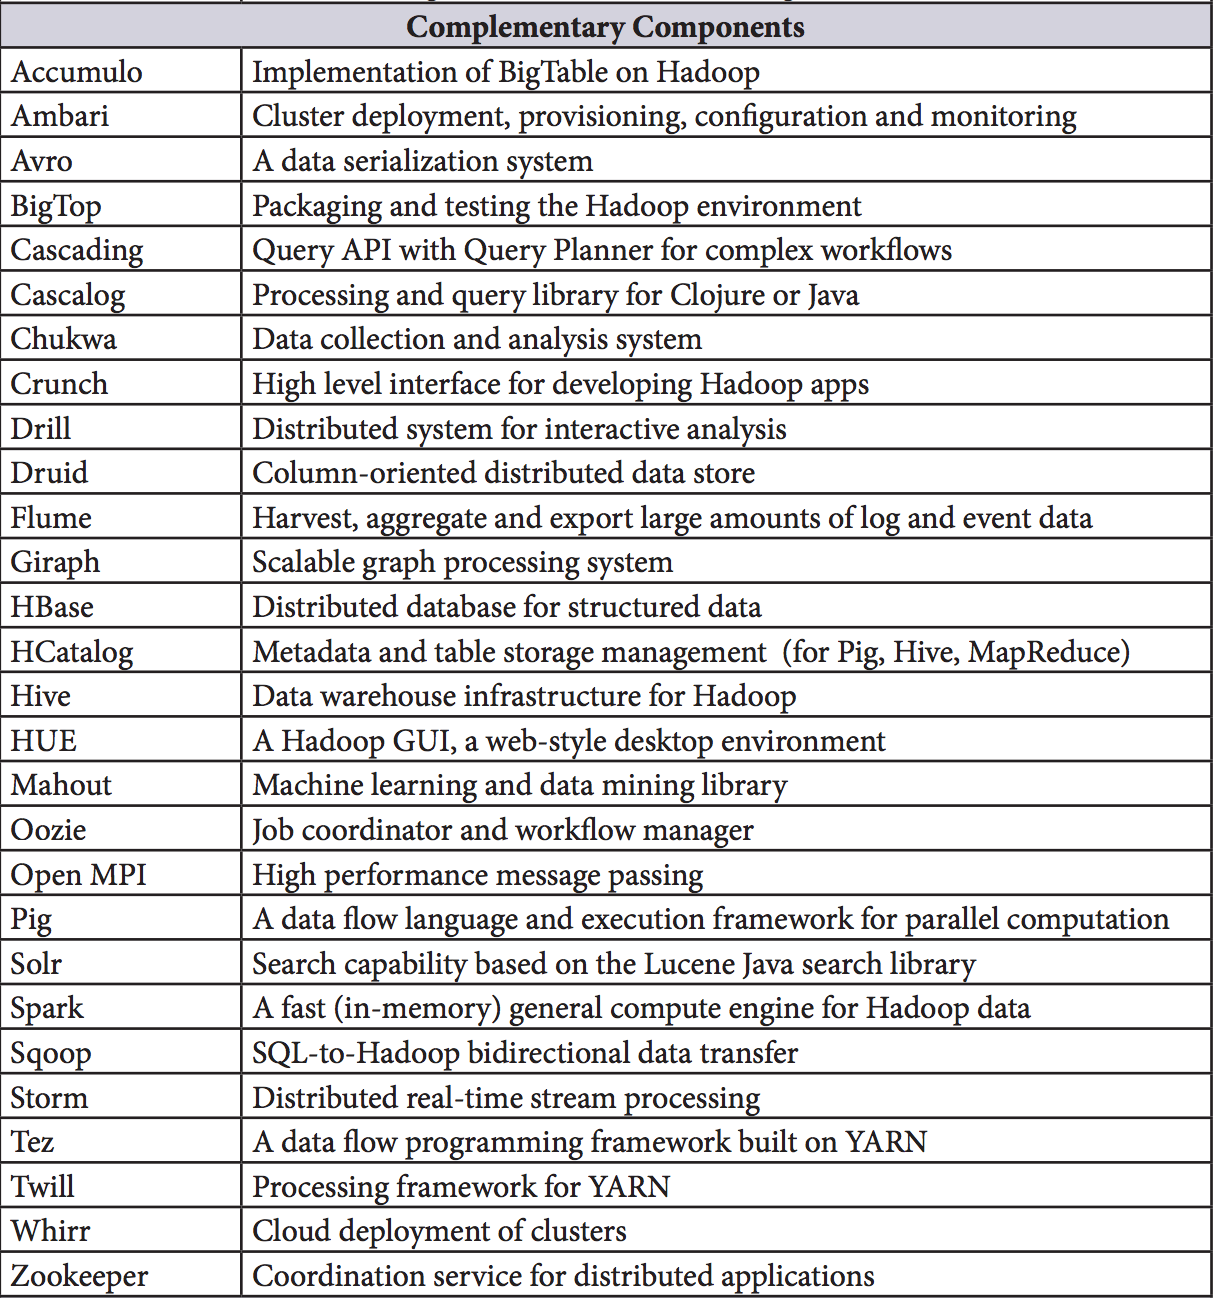 Complementary Components
Accumulo Implementation of BigTable on Hadoop
Ambari Cluster deployment, provisioning, configuration and monitoring
Avro A data serialization system
BigTop Packaging and testing the Hadoop environment
Cascading Query API with Query Planner for complex workflows
Cascalog Processing and query library for Clojure or Java
Chukwa Data collection and analysis system
Crunch High level interface for developing Hadoop apps
Drill Distributed system for interactive analysis
Druid Column-oriented distributed data store
Flume Harvest, aggregate and export large amounts of log and event data
Giraph Scalable graph processing system
HBase Distributed database for structured data
HCatalog Metadata and table storage management (for Pig, Hive, MapReduce)
Hive Data warehouse infrastructure for Hadoop
HUE A Hadoop GUI, a web-style desktop environment
Mahout Machine learning and data mining library
Oozie Job coordinator and workflow manager
Open MPI High performance message passing
Pig A data flow language and execution framework for parallel computation
Solr Search capability based on the Lucene Java search library
Spark A fast (in-memory) general compute engine for Hadoop data
Sqoop SQL-to-Hadoop bidirectional data transfer
Storm Distributed real-time stream processing
Tez A data flow programming framework built on YARN
Twill Processing framework for YARN
Whirr Cloud deployment of clusters
Zookeeper Coordination service for distributed applications